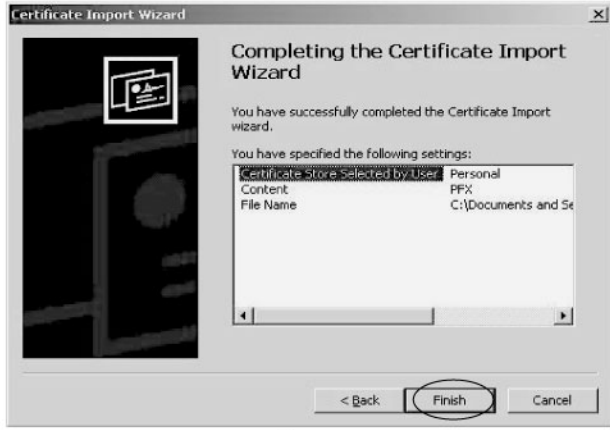 Certificate Import Wizard
Completing the Certificate Import
Wizard
You have successfully completed the Certificate Import
wizard.
You have specified the following settings:
Certificate Store Selected by User Personal
Content PFX
File Name C:\Documents and Se
< Back Finish Cancel